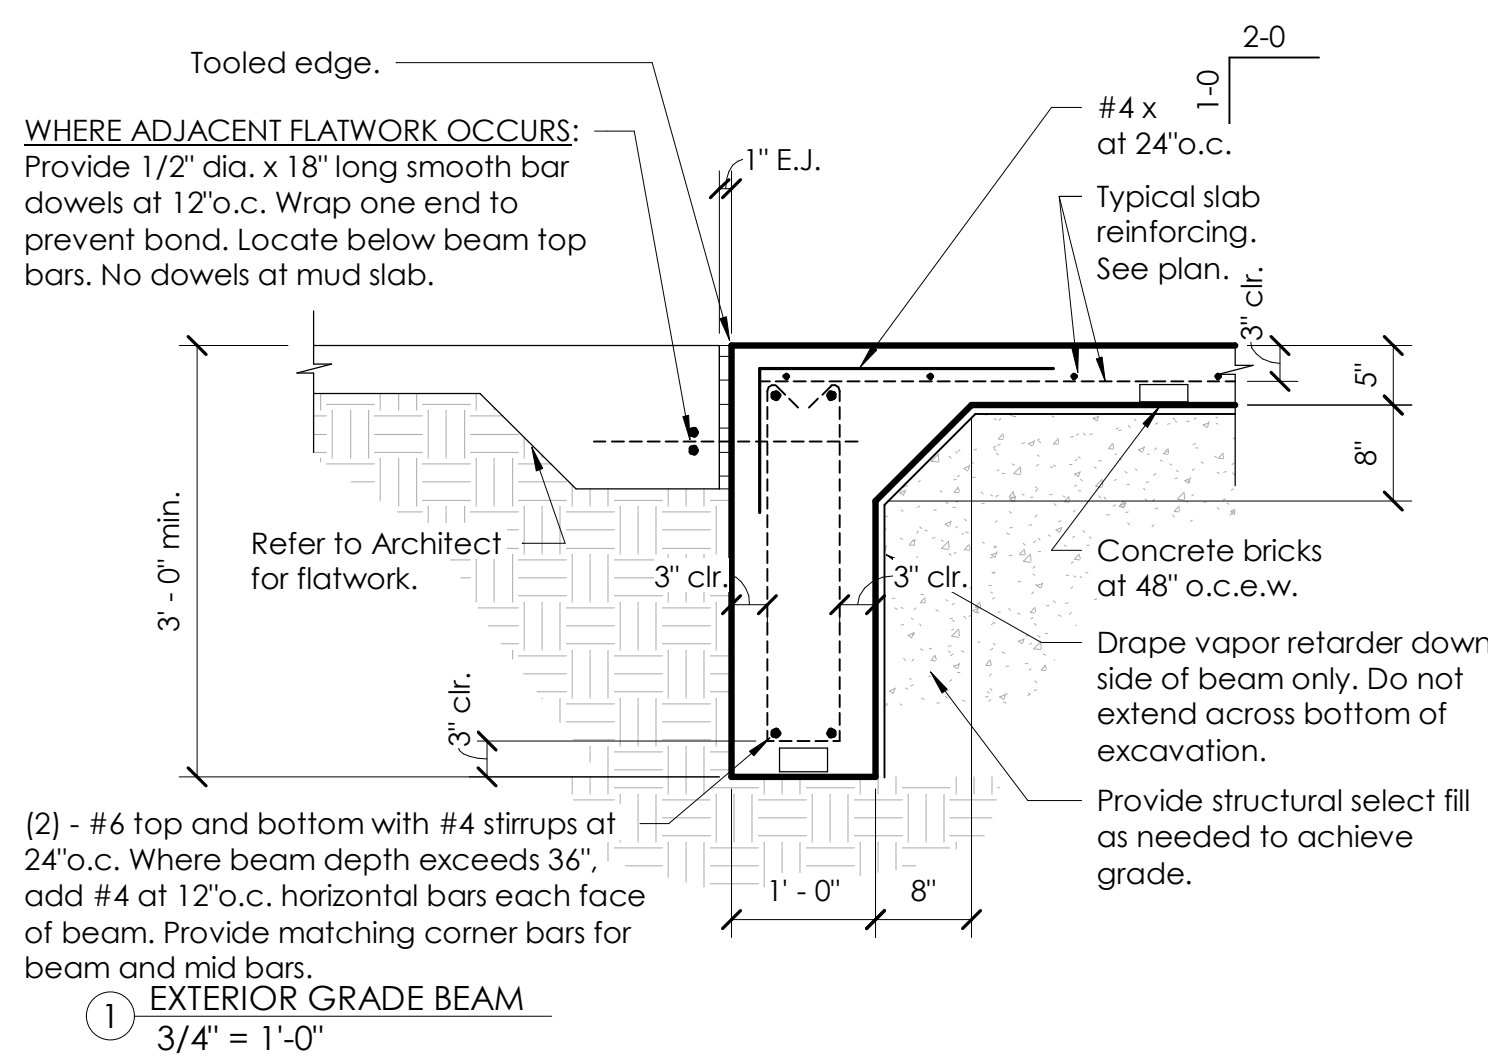 Tooled edge.
WHERE ADJACENT FLATWORK OCCURS:
Provide 1/2" dia. x 18" long smooth bar
dowels at 12"o.c. Wrap one end to
prevent bond. Locate below beam top
bars. No dowels at mud slab.
1" E.J.
2-0
1-0
#4 x
at 24"o.c.
Typical slab
reinforcing.
See plan.
3" clr.
5"
8"
3' - 0" min.
Refer to Architect
for flatwork.
3" clr.
3" clr.
3" clr.
Concrete bricks
at 48" o.c.e.w.
Drape vapor retarder down
side of beam only. Do not
extend across bottom of
excavation.
Provide structural select fill
as needed to achieve
grade.
(2) - #6 top and bottom with #4 stirrups at
24"o.c. Where beam depth exceeds 36",
add #4 at 12"o.c. horizontal bars each face
of beam. Provide matching corner bars for
beam and mid bars.
1' - 0"
8"
1
EXTERIOR GRADE BEAM
3/4" = 1'-0"